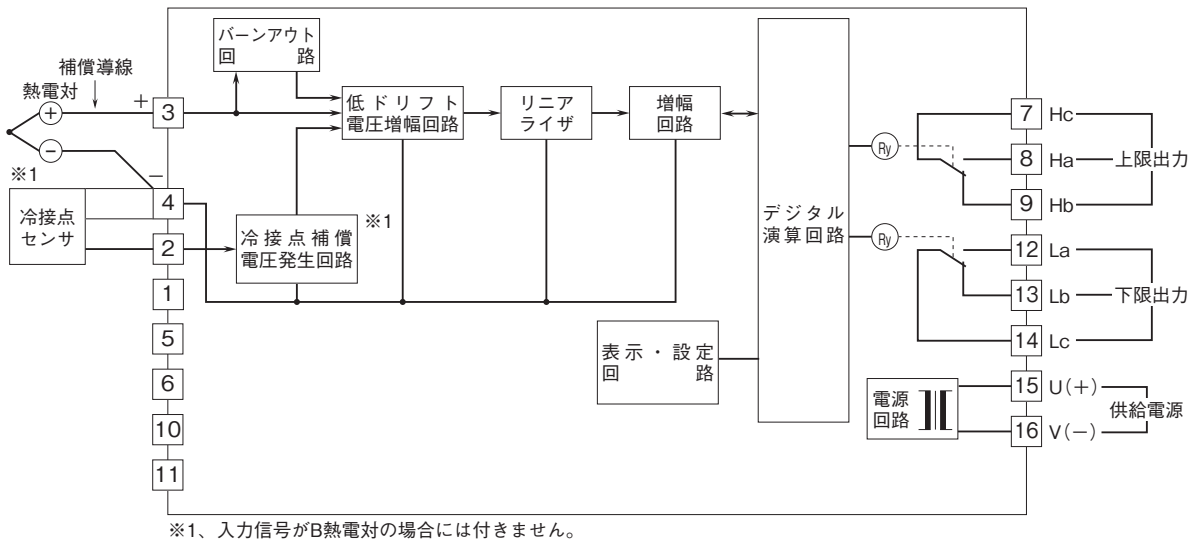 バーンアウト
回 路
補償導線
熱電対
+
−
+
−
3
4
2
1
5
6
10
11
※1
冷接点
センサ
低ドリフト
電圧増幅回路
リニア
ライザ
増幅
回路
冷接点補償
電圧発生回路
※1
デジタル
演算回路
表示・設定
回 路
Ry
Ry
電源
回路
7 Hc
8 Ha 上限出力
9 Hb
12 La
13 Lb 下限出力
14 Lc
15 U(+)
供給電源
16 V(−)
※1、入力信号がB熱電対の場合には付きません。